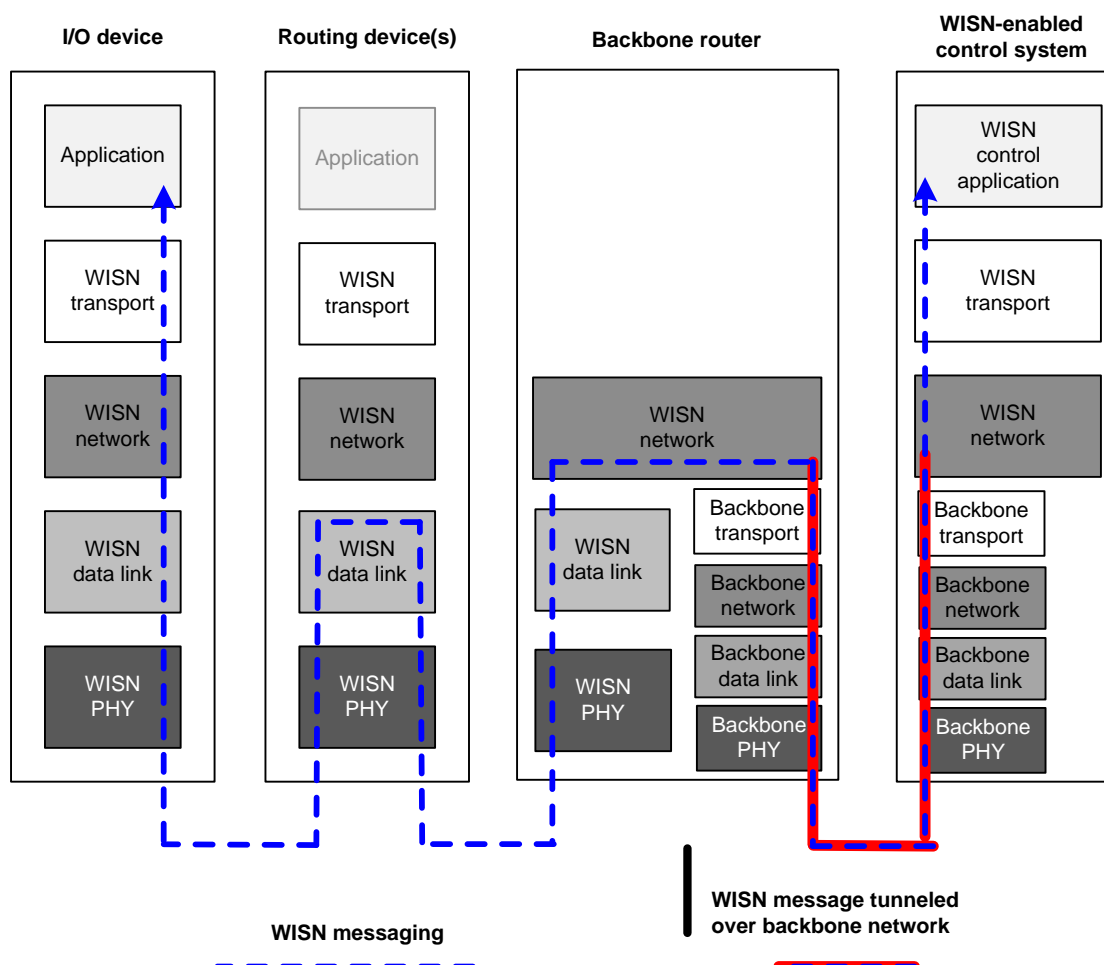 I/O device
Application
WISN
transport
WISN
network
WISN
data link
WISN
PHY
Routing device(s)
Application
WISN
transport
WISN
network
WISN
data link
WISN
PHY
Backbone router
WISN
network
WISN
data link
WISN
PHY
Backbone
transport
Backbone
network
Backbone
data link
Backbone
PHY
WISN-enabled
control system
WISN
control
application
WISN
transport
WISN
network
Backbone
transport
Backbone
network
Backbone
data link
Backbone
PHY
WISN messaging
WISN message tunneled
over backbone network